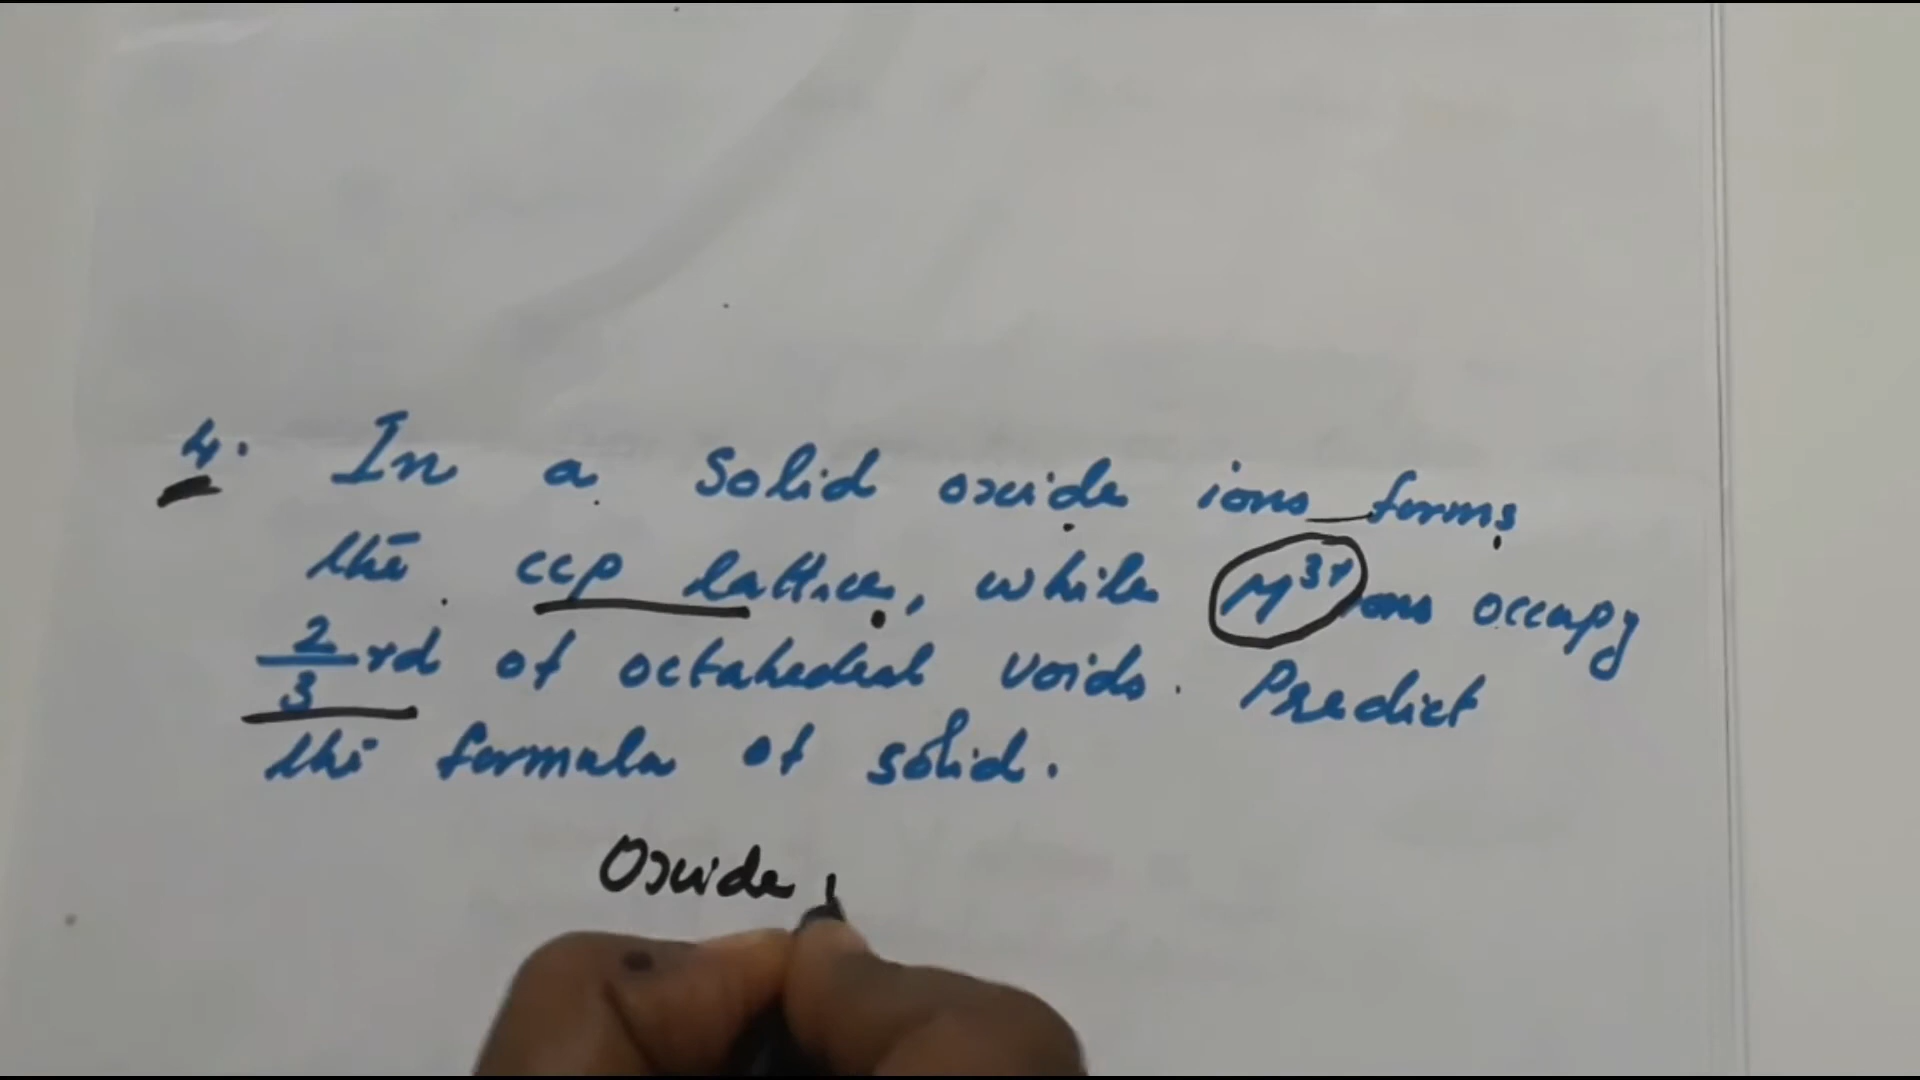 4. In a solid oxide ions forms
the ccp lattice, while M³⁺ ions occupy
2/3 rd of octahedral voids. Predict
the formula of solid.
Oxide i